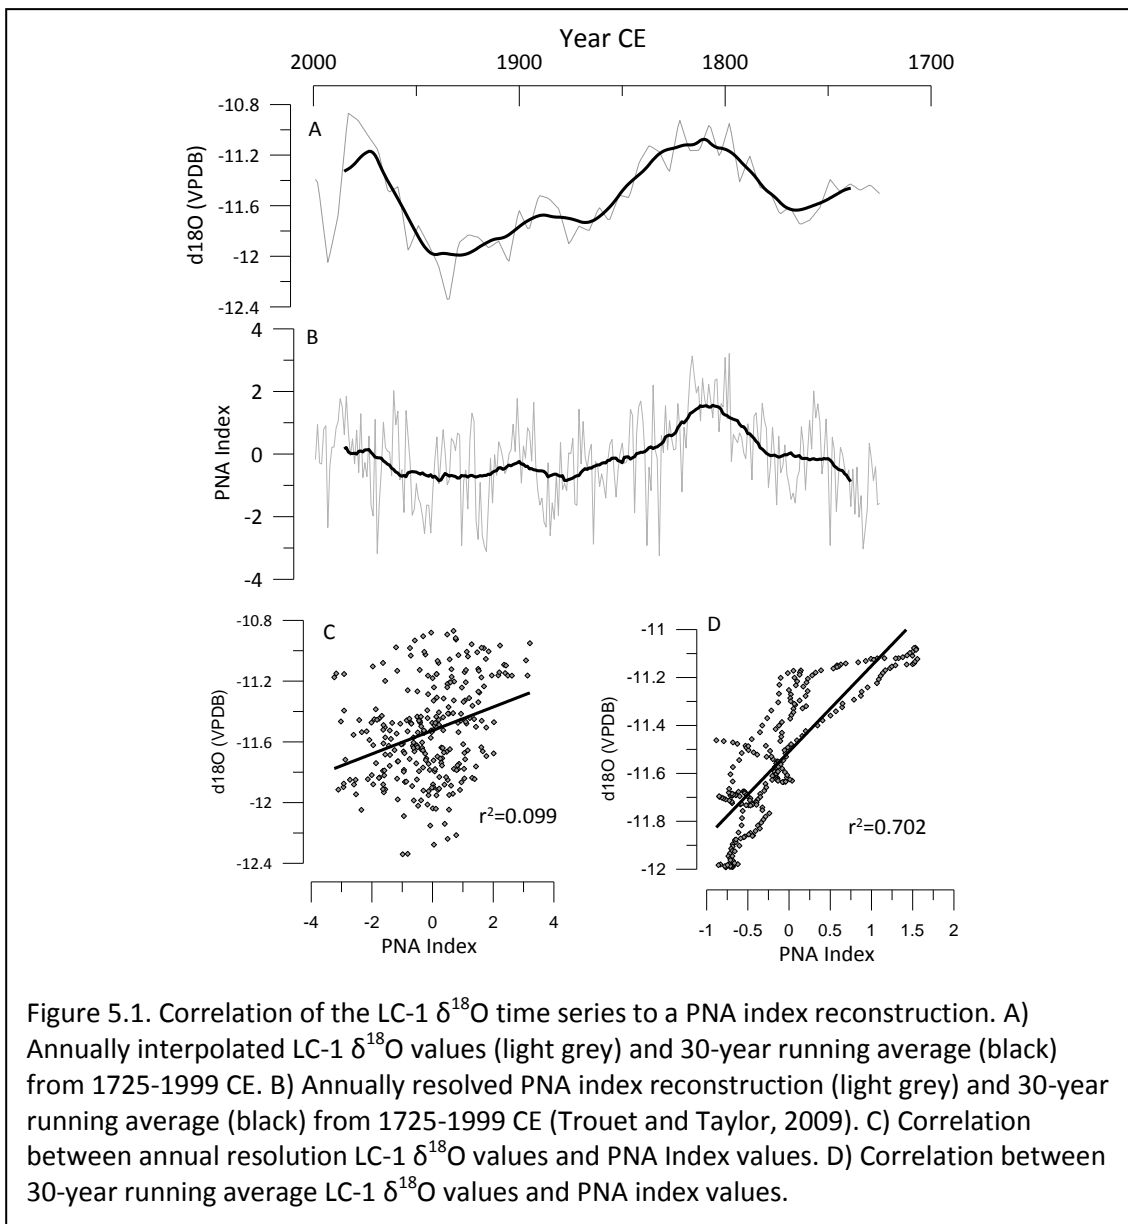 Year CE
2000 1900 1800 1700
A
d18O (VPDB)
-10.8
-11.2
-11.6
-12
-12.4
B
PNA Index
4
2
0
-2
-4
C
d18O (VPDB)
-10.8
-11.2
-11.6
-12
-12.4
r²=0.099
-4 -2 0 2 4
PNA Index
D
d18O (VPDB)
-11
-11.2
-11.4
-11.6
-11.8
-12
r²=0.702
-1 -0.5 0 0.5 1 1.5 2
PNA Index
Figure 5.1. Correlation of the LC-1 δ¹⁸O time series to a PNA index reconstruction. A)
Annually interpolated LC-1 δ¹⁸O values (light grey) and 30-year running average (black)
from 1725-1999 CE. B) Annually resolved PNA index reconstruction (light grey) and 30-year
running average (black) from 1725-1999 CE (Trouet and Taylor, 2009). C) Correlation
between annual resolution LC-1 δ¹⁸O values and PNA Index values. D) Correlation between
30-year running average LC-1 δ¹⁸O values and PNA index values.